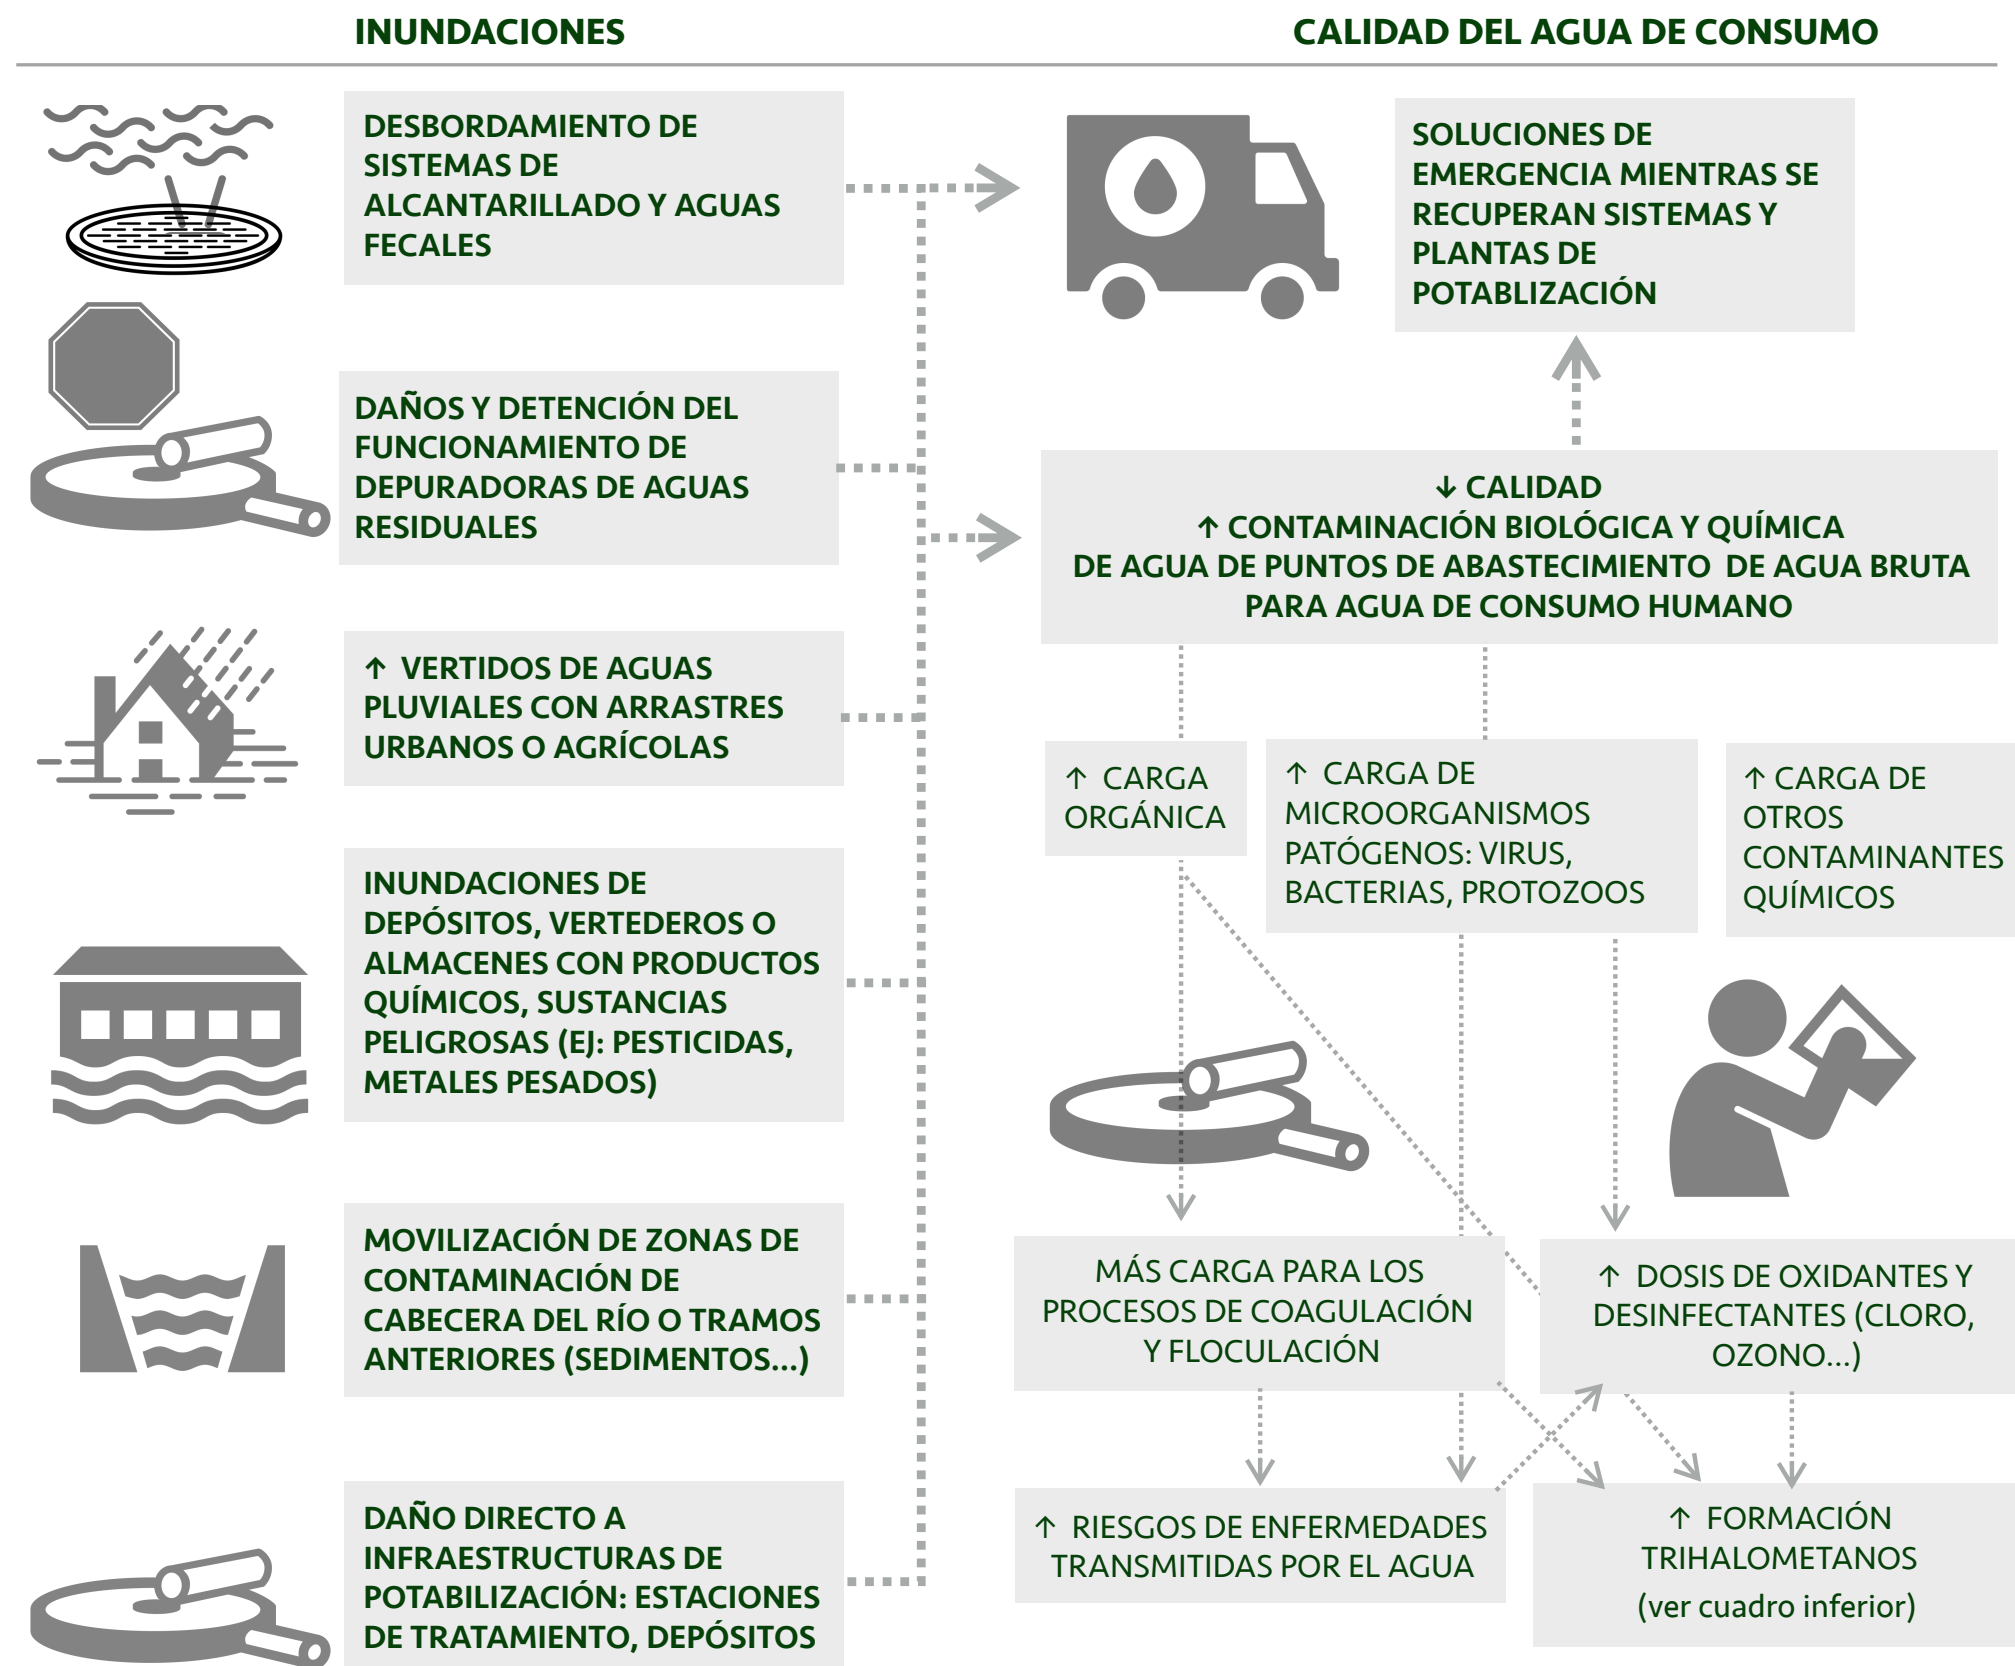 INUNDACIONES
CALIDAD DEL AGUA DE CONSUMO
DESBORDAMIENTO DE
SISTEMAS DE
ALCANTARILLADO Y AGUAS
FECALES
DAÑOS Y DETENCIÓN DEL
FUNCIONAMIENTO DE
DEPURADORAS DE AGUAS
RESIDUALES
↑ VERTIDOS DE AGUAS
PLUVIALES CON ARRASTRES
URBANOS O AGRÍCOLAS
INUNDACIONES DE
DEPÓSITOS, VERTEDEROS O
ALMACENES CON PRODUCTOS
QUÍMICOS, SUSTANCIAS
PELIGROSAS (EJ: PESTICIDAS,
METALES PESADOS)
MOVILIZACIÓN DE ZONAS DE
CONTAMINACIÓN DE
CABECERA DEL RÍO O TRAMOS
ANTERIORES (SEDIMENTOS...)
DAÑO DIRECTO A
INFRAESTRUCTURAS DE
POTABILIZACIÓN: ESTACIONES
DE TRATAMIENTO, DEPÓSITOS
SOLUCIONES DE
EMERGENCIA MIENTRAS SE
RECUPERAN SISTEMAS Y
PLANTAS DE
POTABLIZACIÓN
↓ CALIDAD
↑ CONTAMINACIÓN BIOLÓGICA Y QUÍMICA
DE AGUA DE PUNTOS DE ABASTECIMIENTO DE AGUA BRUTA
PARA AGUA DE CONSUMO HUMANO
↑ CARGA
ORGÁNICA
↑ CARGA DE
MICROORGANISMOS
PATÓGENOS: VIRUS,
BACTERIAS, PROTOZOOS
↑ CARGA DE
OTROS
CONTAMINANTES
QUÍMICOS
MÁS CARGA PARA LOS
PROCESOS DE COAGULACIÓN
Y FLOCULACIÓN
↑ DOSIS DE OXIDANTES Y
DESINFECTANTES (CLORO,
OZONO...)
↑ RIESGOS DE ENFERMEDADES
TRANSMITIDAS POR EL AGUA
↑ FORMACIÓN
TRIHALOMETANOS
(ver cuadro inferior)